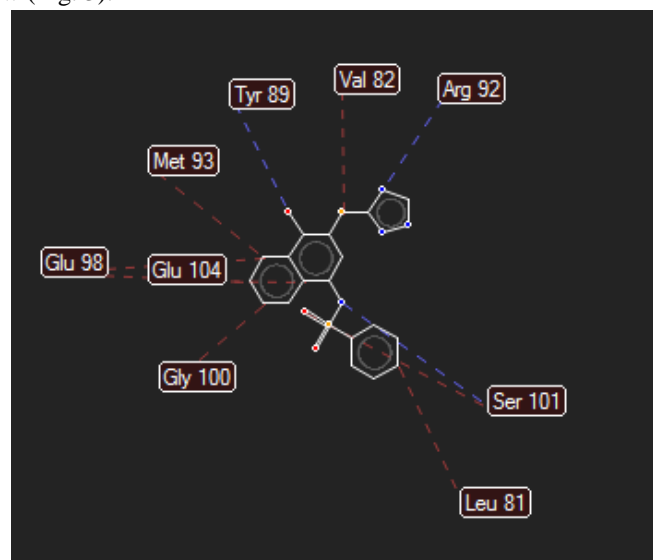 Val 82
Tyr 89
Arg 92
Met 93
Glu 98
Glu 104
Gly 100
Ser 101
Leu 81